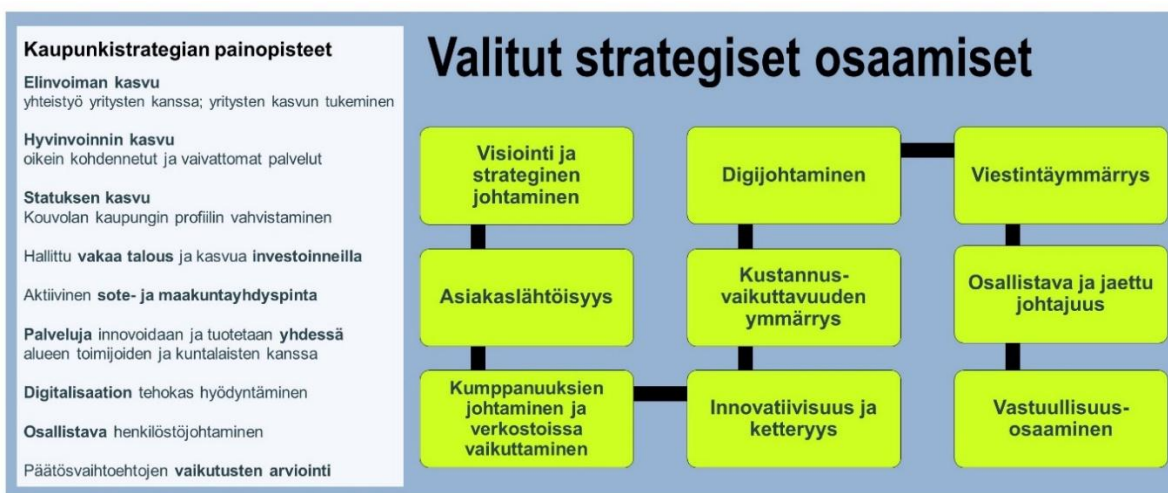 Kaupunkistrategian painopisteet
Elinvoiman kasvu
yhteistyö yritysten kanssa; yritysten kasvun tukeminen
Hyvinvoinnin kasvu
oikein kohdennetut ja vaivattomat palvelut
Statuksen kasvu
Kouvolan kaupungin profiilin vahvistaminen
Hallittu vakaa talous ja kasvua investoinneilla
Aktiivinen sote- ja maakuntayhdyspinta
Palveluja innovoidaan ja tuotetaan yhdessä
alueen toimijoiden ja kuntalaisten kanssa
Digitalisaation tehokas hyödyntäminen
Osallistava henkilöstöjohtaminen
Päätösvaihtoehtojen vaikutusten arviointi
Valitut strategiset osaamiset
Visiointi ja
strateginen
johtaminen
Asiakaslähtöisyys
Kumppanuuksien
johtaminen ja
verkostoissa
vaikuttaminen
Innovatiivisuus ja
ketteryys
Kustannus-
vaikuttavuuden
ymmärrys
Digijohtaminen
Viestintäymmärrys
Osallistava ja jaettu
johtajuus
Vastuullisuus-
osaaminen